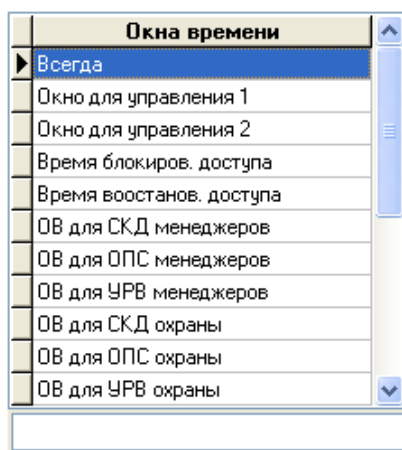 Окна времени
Всегда
Окно для управления 1
Окно для управления 2
Время блокиров. доступа
Время воостанов. доступа
ОВ для СКД менеджеров
ОВ для ОПС менеджеров
ОВ для УРВ менеджеров
ОВ для СКД охраны
ОВ для ОПС охраны
ОВ для УРВ охраны